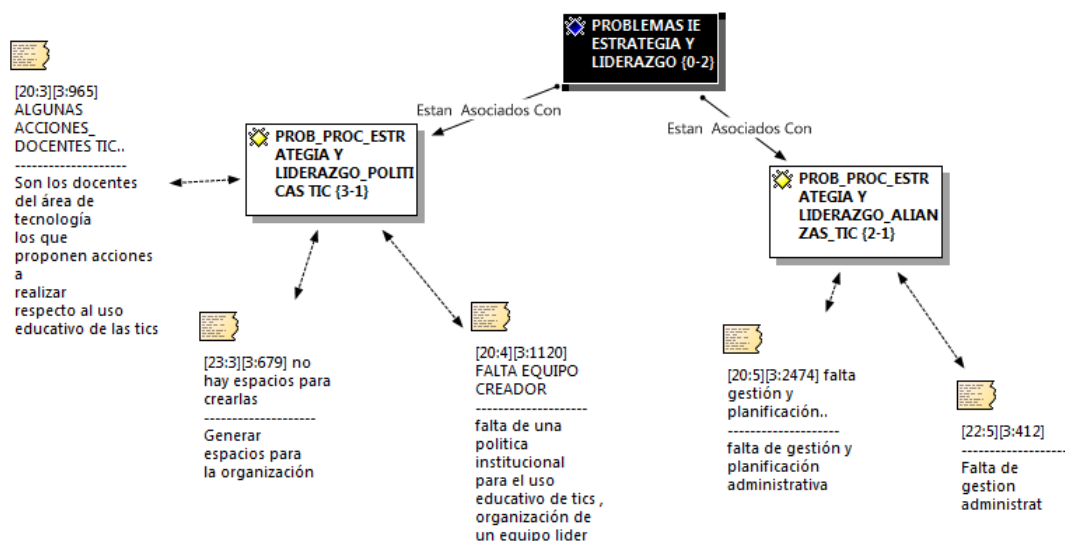 PROBLEMAS IE
ESTRATEGIA Y
LIDERAZGO {0-2}
Estan Asociados Con
Estan Asociados Con
PROB_PROC_ESTR
ATEGIA Y
LIDERAZGO_POLITI
CAS TIC {3-1}
PROB_PROC_ESTR
ATEGIA Y
LIDERAZGO_ALIAN
ZAS_TIC {2-1}
[20:3][3:965]
ALGUNAS
ACCIONES_
DOCENTES TIC..
--------------------
Son los docentes
del área de
tecnología
los que
proponen acciones
a
realizar
respecto al uso
educativo de las tics
[23:3][3:679] no
hay espacios para
crearlas
--------------------
Generar
espacios para
la organización
[20:4][3:1120]
FALTA EQUIPO
CREADOR
--------------------
falta de una
politica
institucional
para el uso
educativo de tics ,
organización de
un equipo lider
[20:5][3:2474] falta
gestión y
planificación..
--------------------
falta de gestión y
planificación
administrativa
[22:5][3:412]
--------------------
Falta de
gestion
administrat